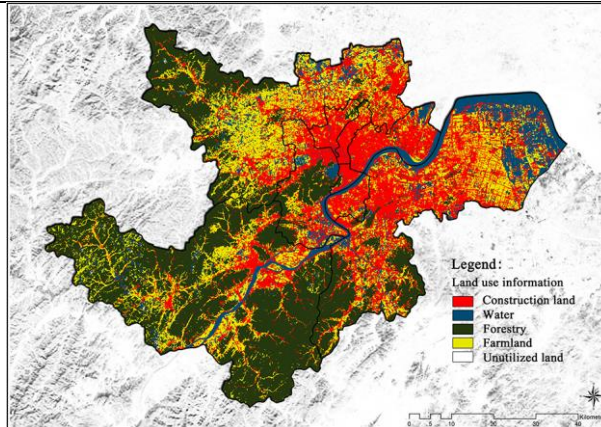 Legend:
Land use information
Construction land
Water
Forestry
Farmland
Unutilized land
0 5 10 20 30 40